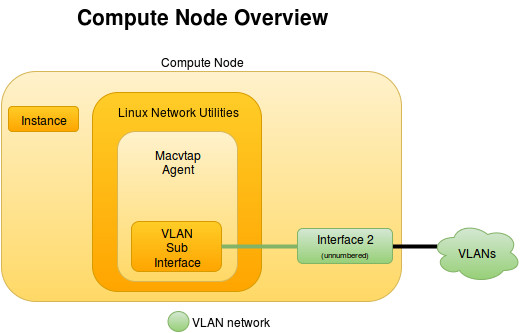 Compute Node Overview
Compute Node
Instance
Linux Network Utilities
Macvtap
Agent
VLAN
Sub
Interface
Interface 2
(unnumbered)
VLANs
VLAN network